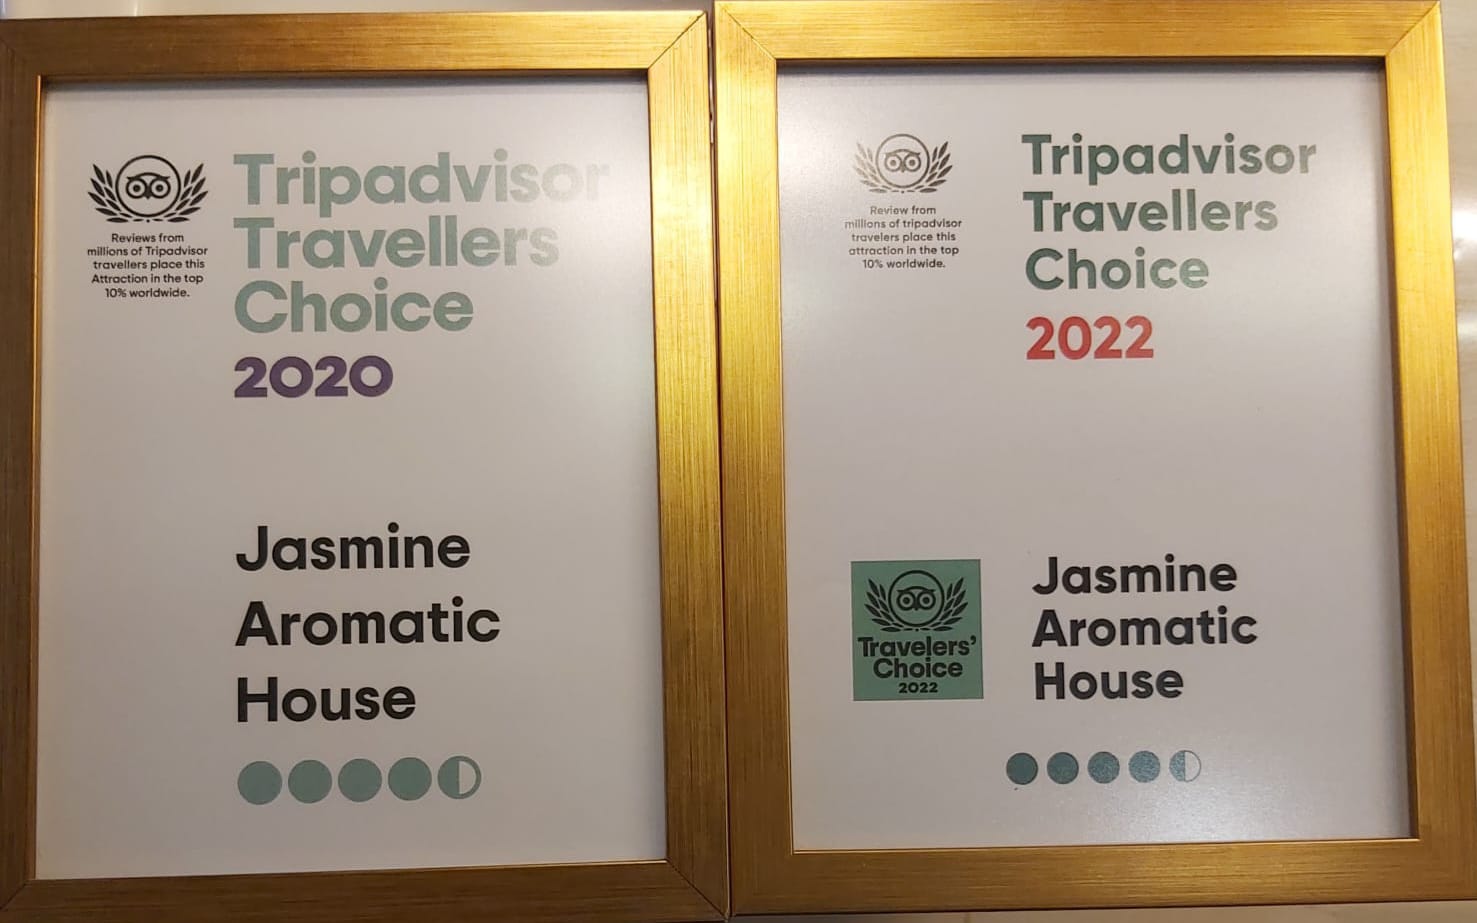 Reviews from
millions of Tripadvisor
travellers place this
Attraction in the top
10% worldwide.
Tripadvisor
Travellers
Choice
2020
Jasmine
Aromatic
House
Review from
millions of tripadvisor
travelers place this
attraction in the top
10% worldwide.
Tripadvisor
Travellers
Choice
2022
Travelers'
Choice
2022
Jasmine
Aromatic
House